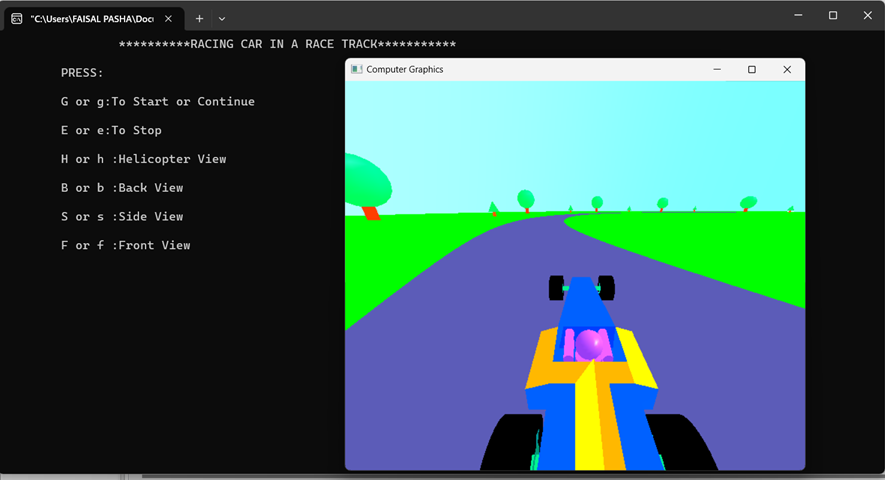 "C:\Users\FAISAL PASHA\Docu
**********RACING CAR IN A RACE TRACK***********
PRESS:
G or g:To Start or Continue
E or e:To Stop
H or h :Helicopter View
B or b :Back View
S or s :Side View
F or f :Front View
Computer Graphics